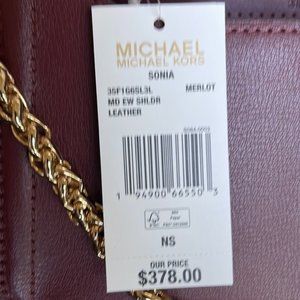 MICHAEL
MICHAEL KORS
SONIA
35F1G6SL3L MERLOT
MD EW SHLDR
LEATHER
1 94900 66550 3
NS
OUR PRICE
$378.00